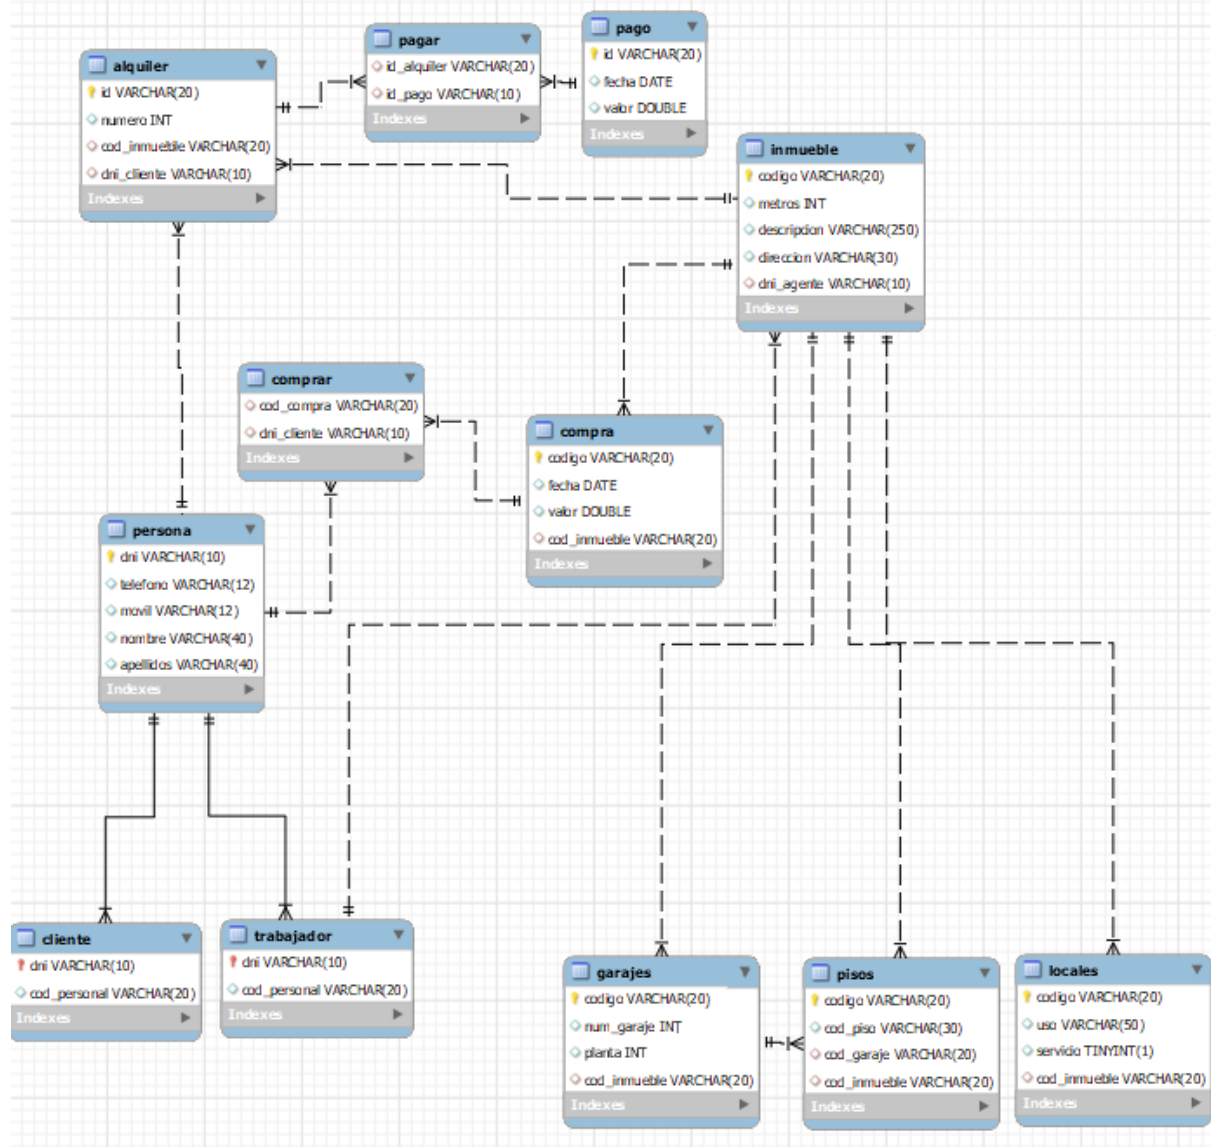 pagar
id_alquiler VARCHAR(20)
id_pago VARCHAR(10)
Indexes
pago
id VARCHAR(20)
fecha DATE
valor DOUBLE
Indexes
alquiler
id VARCHAR(20)
numero INT
cod_inmueble VARCHAR(20)
dni_cliente VARCHAR(10)
Indexes
inmueble
codigo VARCHAR(20)
metros INT
descripcion VARCHAR(250)
direccion VARCHAR(30)
dni_agente VARCHAR(10)
Indexes
comprar
cod_compra VARCHAR(20)
dni_cliente VARCHAR(10)
Indexes
compra
codigo VARCHAR(20)
fecha DATE
valor DOUBLE
cod_inmueble VARCHAR(20)
Indexes
persona
dni VARCHAR(10)
telefono VARCHAR(12)
movil VARCHAR(12)
nombre VARCHAR(40)
apellidos VARCHAR(40)
Indexes
cliente
dni VARCHAR(10)
cod_personal VARCHAR(20)
Indexes
trabajador
dni VARCHAR(10)
cod_personal VARCHAR(20)
Indexes
garajes
codigo VARCHAR(20)
num_garaje INT
planta INT
cod_inmueble VARCHAR(20)
Indexes
pisos
codigo VARCHAR(20)
cod_piso VARCHAR(30)
cod_garaje VARCHAR(20)
cod_inmueble VARCHAR(20)
Indexes
locales
codigo VARCHAR(20)
uso VARCHAR(50)
servicio TINYINT(1)
cod_inmueble VARCHAR(20)
Indexes